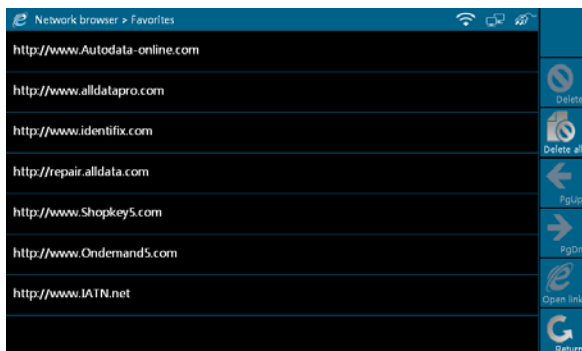 Network browser > Favorites
http://www.Autodata-online.com
http://www.alldatapro.com
http://www.identifix.com
http://repair.alldata.com
http://www.Shopkey5.com
http://www.Ondemand5.com
http://www.IATN.net
Delete
Delete all
PgUp
PgDn
Open link
Return